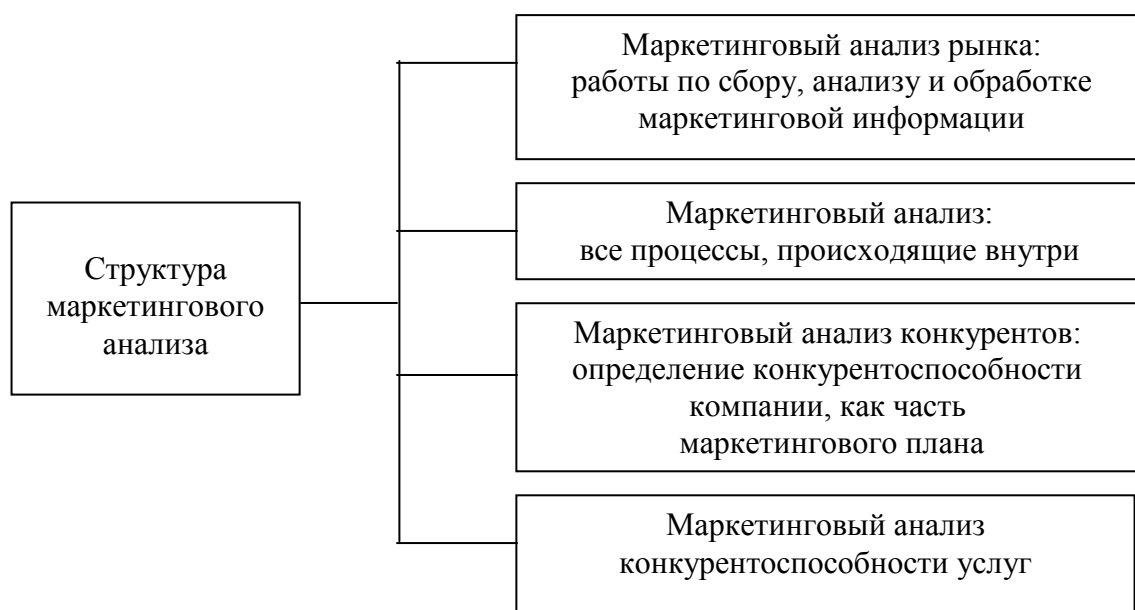 Структура
маркетингового
анализа
Маркетинговый анализ рынка:
работы по сбору, анализу и обработке
маркетинговой информации
Маркетинговый анализ:
все процессы, происходящие внутри
Маркетинговый анализ конкурентов:
определение конкурентоспособности
компании, как часть
маркетингового плана
Маркетинговый анализ
конкурентоспособности услуг